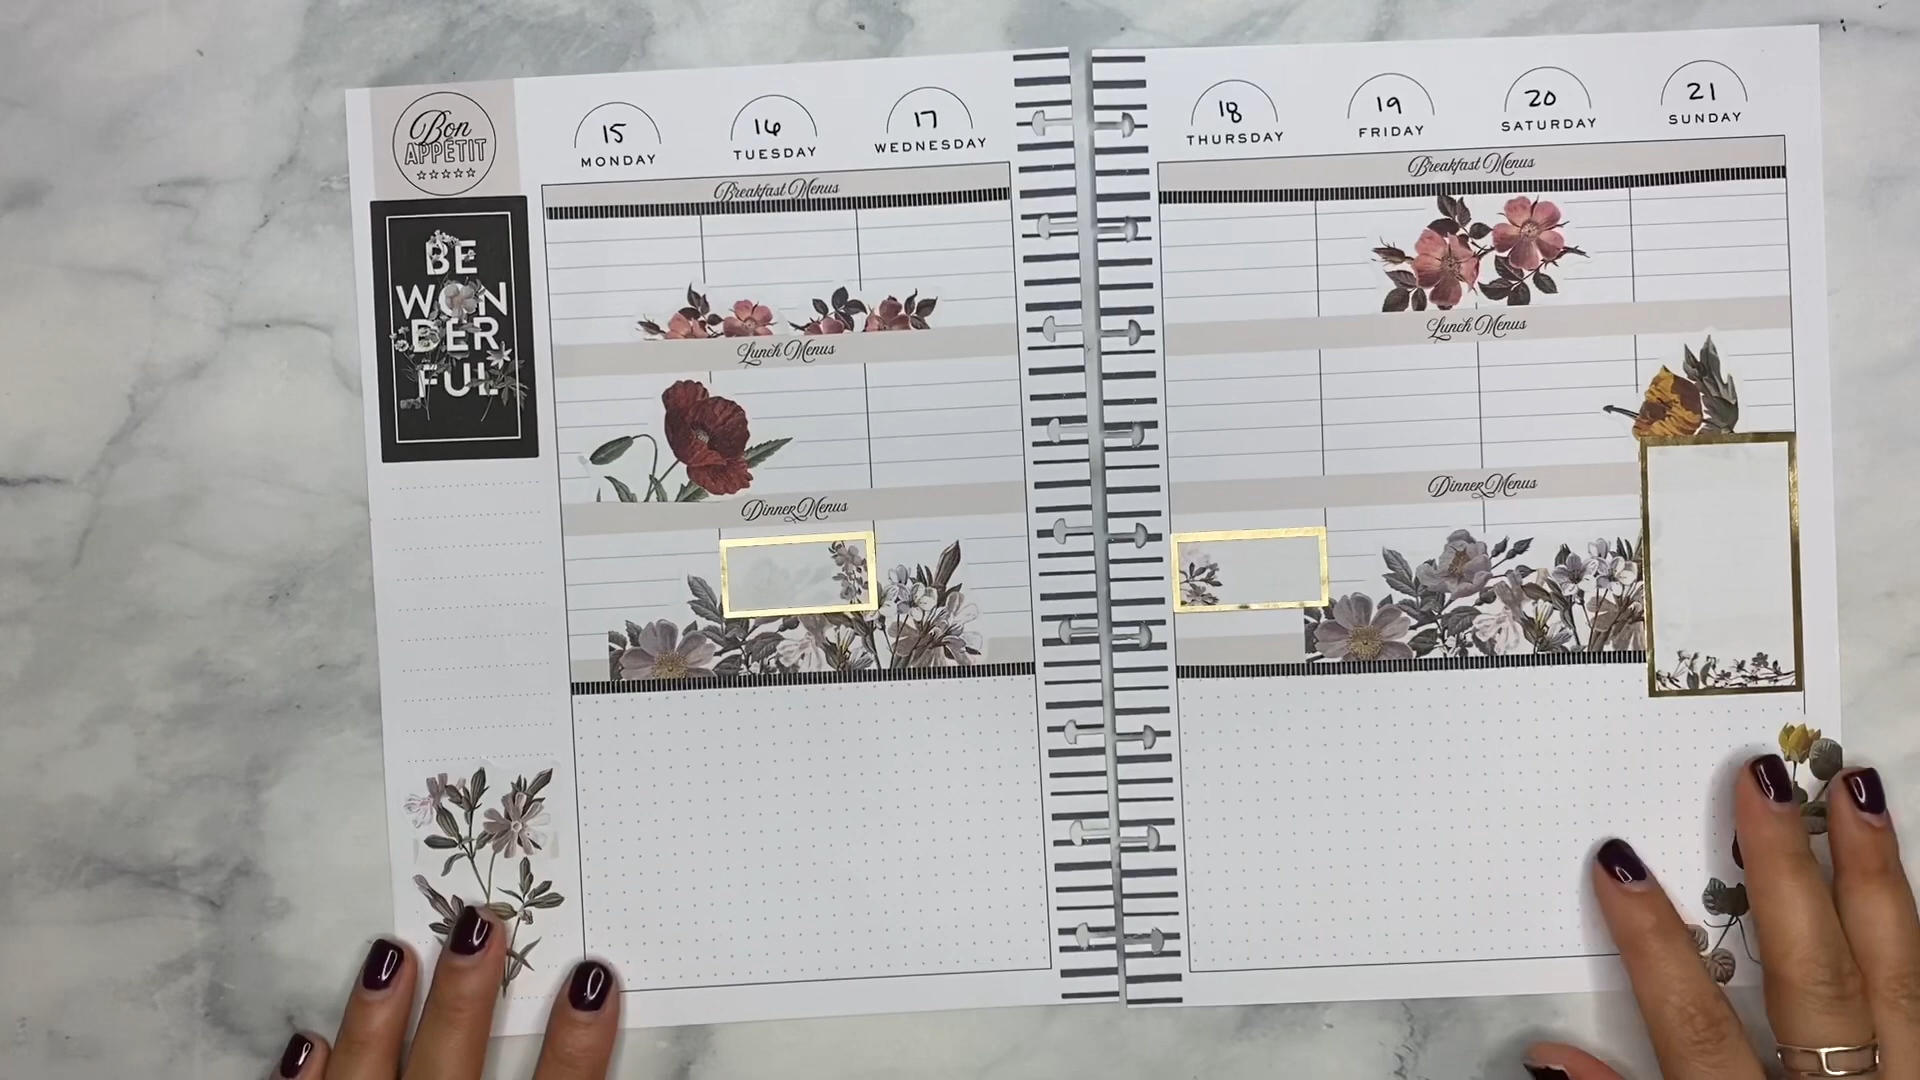 Bon
APPÉTIT
BE
WON
DER
FUL
15
MONDAY
16
TUESDAY
17
WEDNESDAY
Breakfast Menus
Lunch Menus
Dinner Menus
18
THURSDAY
19
FRIDAY
20
SATURDAY
21
SUNDAY
Breakfast Menus
Lunch Menus
Dinner Menus